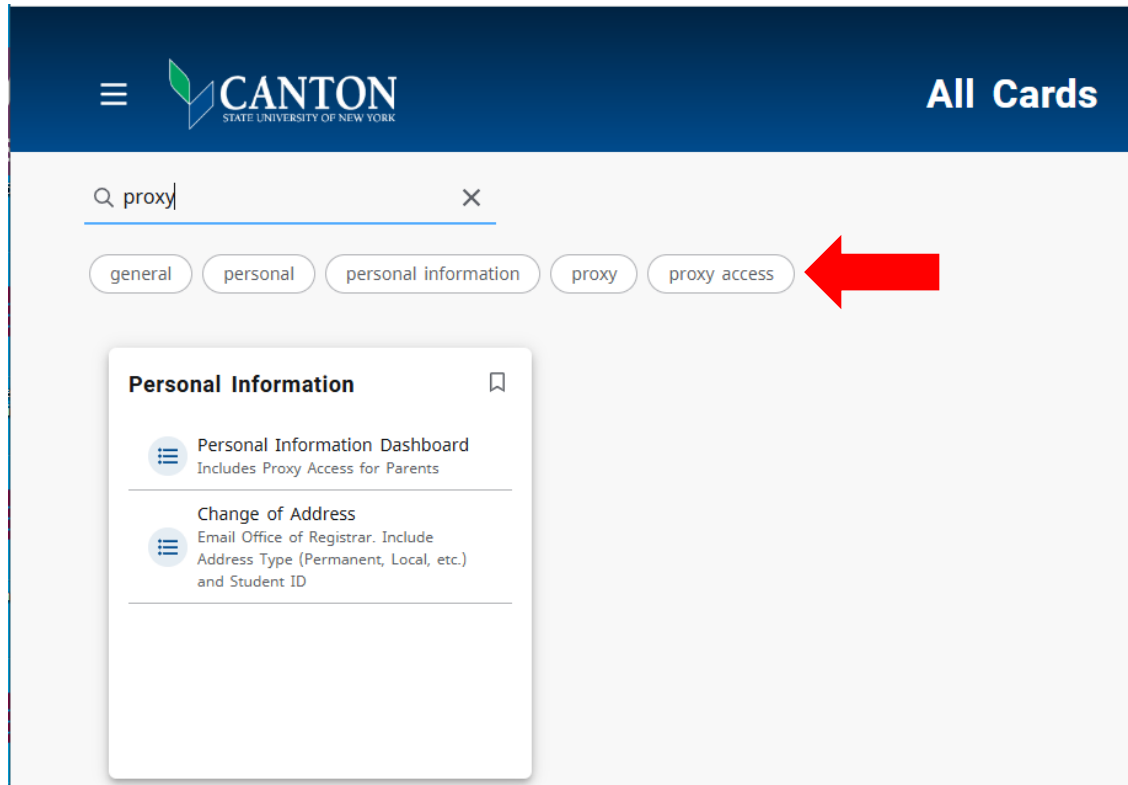 CANTON
STATE UNIVERSITY OF NEW YORK
All Cards
proxy
general
personal
personal information
proxy
proxy access
Personal Information
Personal Information Dashboard
Includes Proxy Access for Parents
Change of Address
Email Office of Registrar. Include
Address Type (Permanent, Local, etc.)
and Student ID